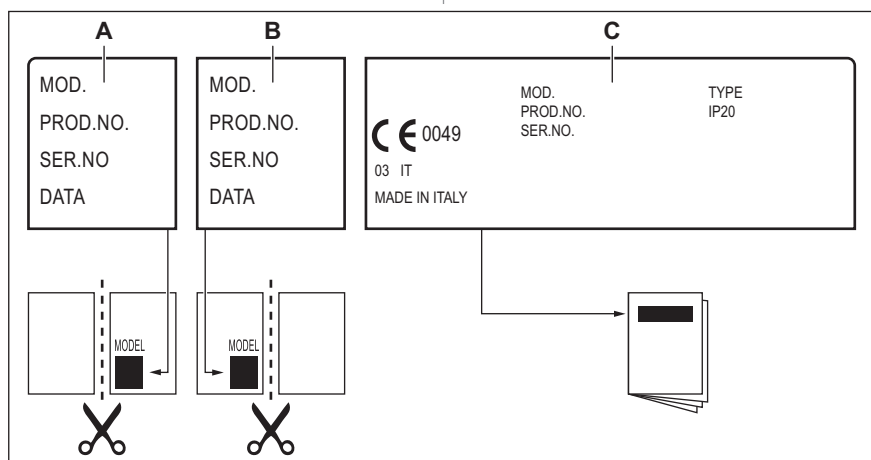 A
B
C
MOD.
PROD.NO.
SER.NO
DATA
MOD.
PROD.NO.
SER.NO
DATA
MOD.
PROD.NO.
SER.NO.
TYPE
IP20
CE 0049
03 IT
MADE IN ITALY
MODEL
MODEL